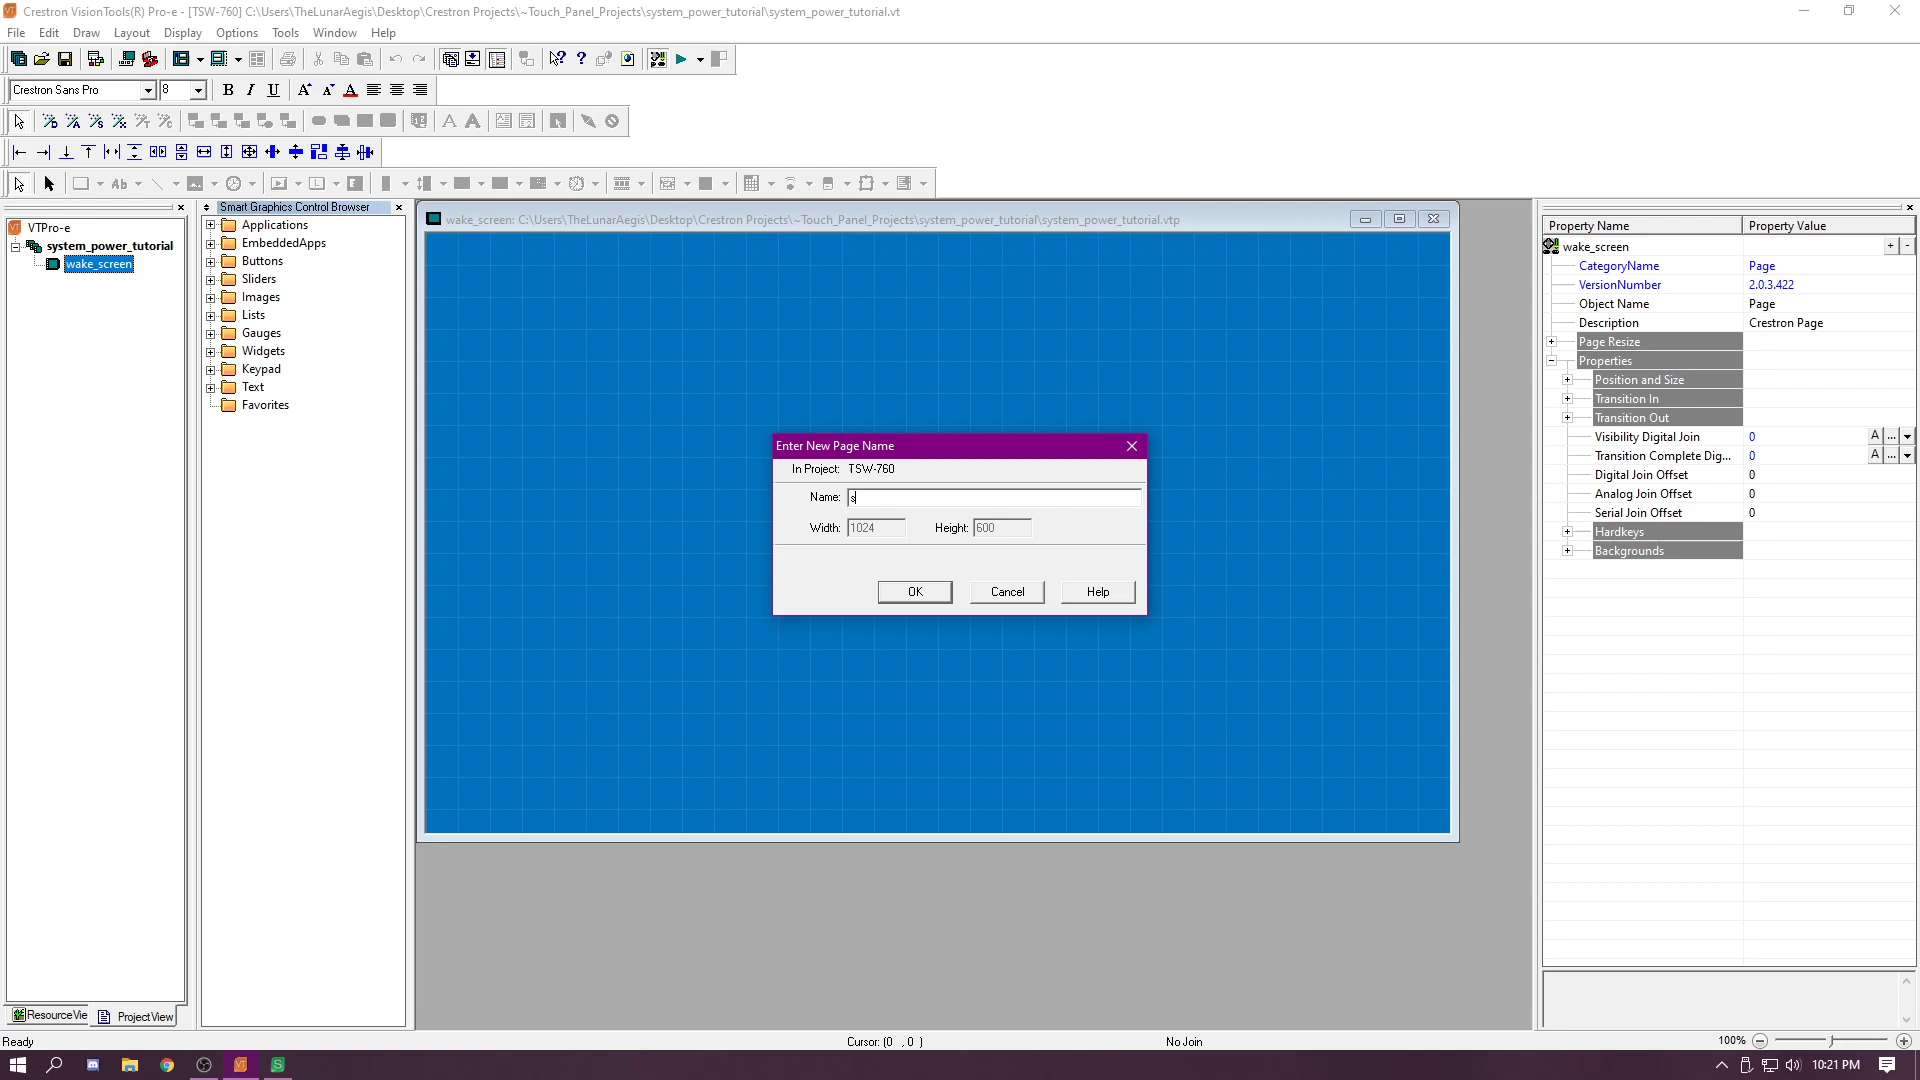 Crestron VisionTools(R) Pro-e - [TSW-760] C:\Users\TheLunarAegis\Desktop\Crestron Projects\~Touch_Panel_Projects\system_power_tutorial\system_power_tutorial.vt
File Edit Draw Layout Display Options Tools Window Help
Crestron Sans Pro 8 B I U A A A
Ab
Smart Graphics Control Browser
VTPro-e
system_power_tutorial
wake_screen
Applications
EmbeddedApps
Buttons
Sliders
Images
Lists
Gauges
Widgets
Keypad
Text
Favorites
wake_screen: C:\Users\TheLunarAegis\Desktop\Crestron Projects\~Touch_Panel_Projects\system_power_tutorial\system_power_tutorial.vtp
Enter New Page Name
In Project: TSW-760
Name: s
Width: 1024 Height: 600
OK Cancel Help
Property Name Property Value
wake_screen + -
CategoryName Page
VersionNumber 2.0.3.422
Object Name Page
Description Crestron Page
Page Resize
Properties
Position and Size
Transition In
Transition Out
Visibility Digital Join 0 A ...
Transition Complete Dig... 0 A ...
Digital Join Offset 0
Analog Join Offset 0
Serial Join Offset 0
Hardkeys
Backgrounds
ResourceVie ProjectView
Ready Cursor: (0 , 0 ) No Join 100%
10:21 PM